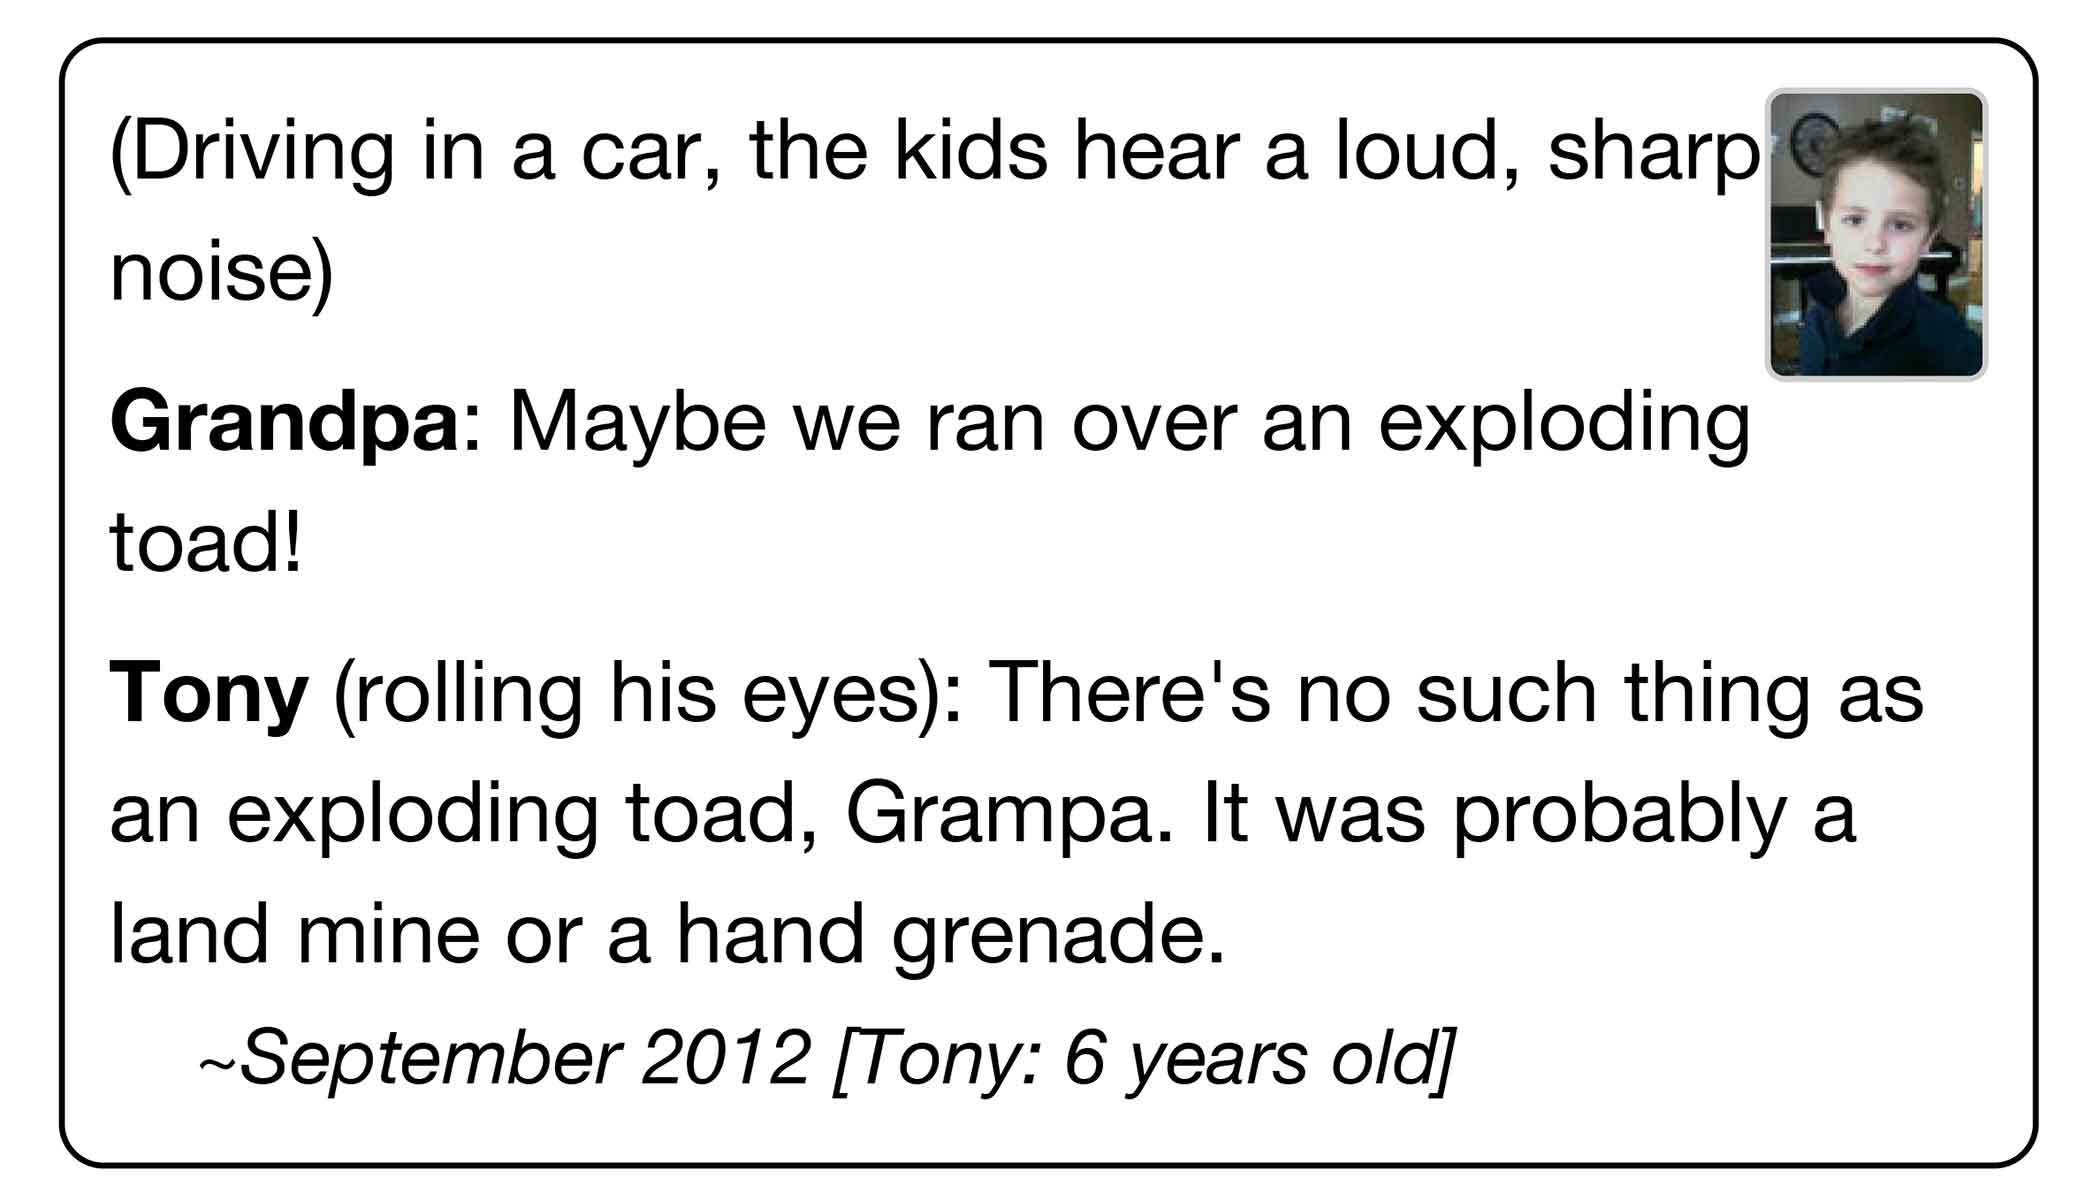 (Driving in a car, the kids hear a loud, sharp
noise)
Grandpa: Maybe we ran over an exploding
toad!
Tony (rolling his eyes): There's no such thing as
an exploding toad, Grampa. It was probably a
land mine or a hand grenade.
~September 2012 [Tony: 6 years old]